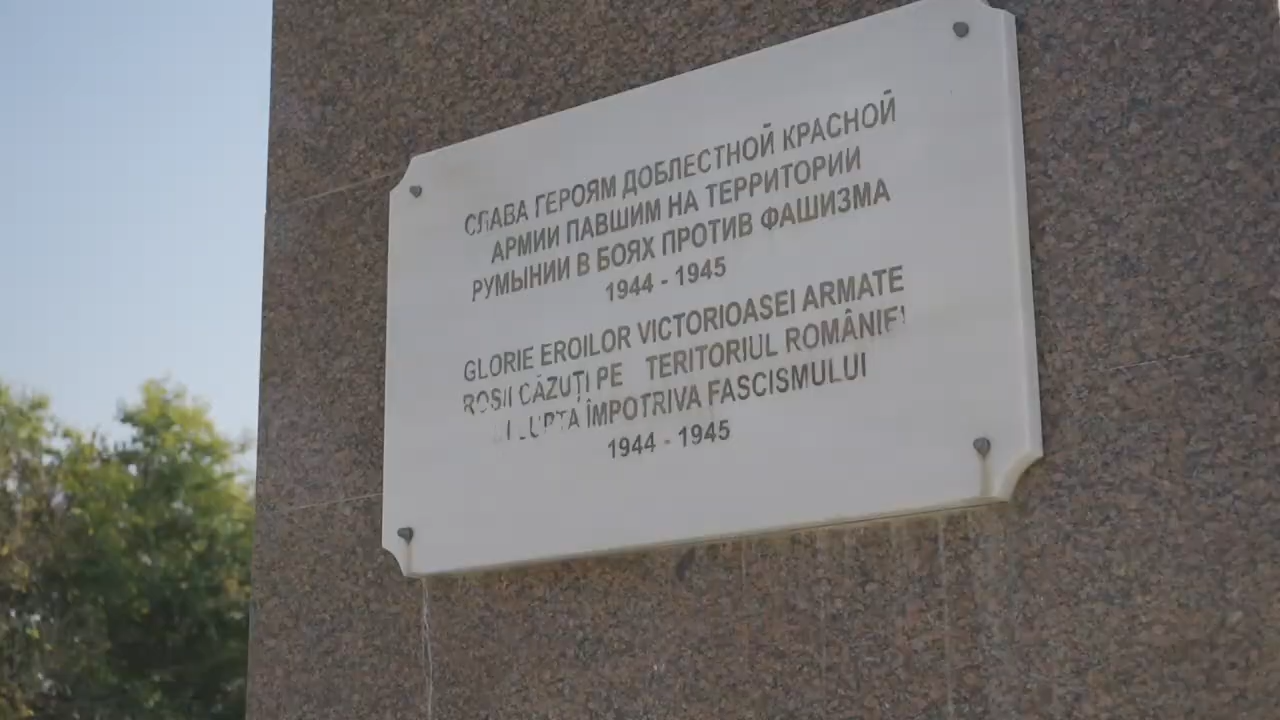 СЛАВА ГЕРОЯМ ДОБЛЕСТНОЙ КРАСНОЙ
АРМИИ ПАВШИМ НА ТЕРРИТОРИИ
РУМЫНИИ В БОЯХ ПРОТИВ ФАШИЗМА
1944 - 1945
GLORIE EROILOR VICTORIOASEI ARMATE
ROȘII CĂZUȚI PE TERITORIUL ROMÂNIEI
LUPTA ÎMPOTRIVA FASCISMULUI
1944 - 1945